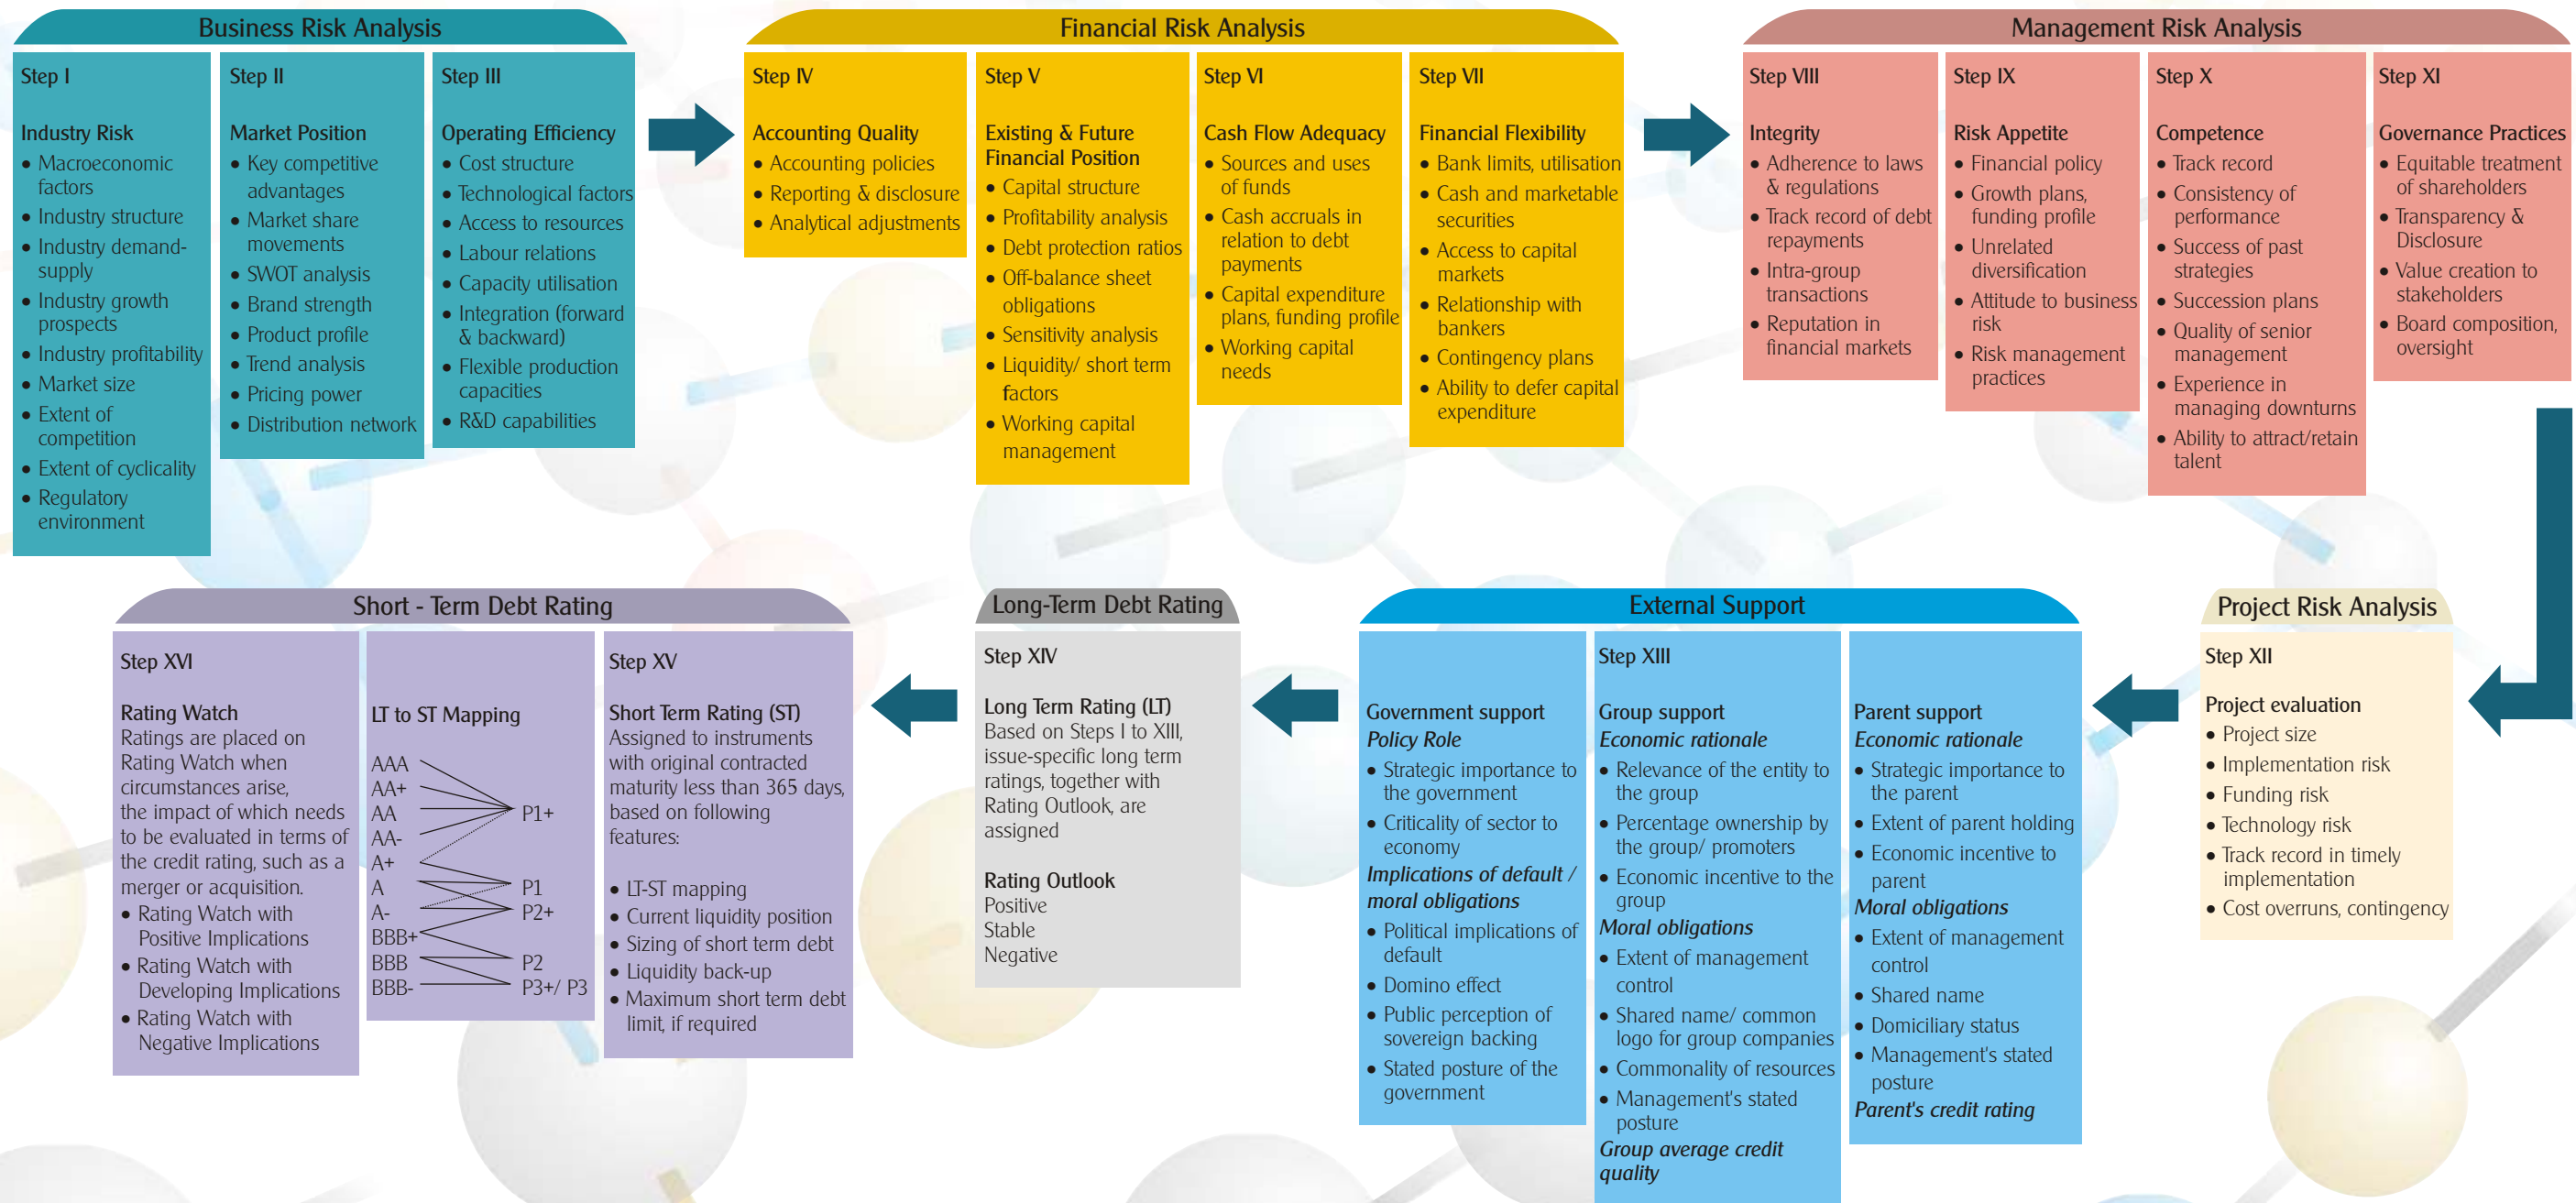 Business Risk Analysis
Step I
Industry Risk
• Macroeconomic
factors
• Industry structure
• Industry demand-
supply
• Industry growth
prospects
• Industry profitability
• Market size
• Extent of
competition
• Extent of cyclicality
• Regulatory
environment
Step II
Market Position
• Key competitive
advantages
• Market share
movements
• SWOT analysis
• Brand strength
• Product profile
• Trend analysis
• Pricing power
• Distribution network
Step III
Operating Efficiency
• Cost structure
• Technological factors
• Access to resources
• Labour relations
• Capacity utilisation
• Integration (forward
& backward)
• Flexible production
capacities
• R&D capabilities
Financial Risk Analysis
Step IV
Accounting Quality
• Accounting policies
• Reporting & disclosure
• Analytical adjustments
Step V
Existing & Future
Financial Position
• Capital structure
• Profitability analysis
• Debt protection ratios
• Off-balance sheet
obligations
• Sensitivity analysis
• Liquidity/ short term
factors
• Working capital
management
Step VI
Cash Flow Adequacy
• Sources and uses
of funds
• Cash accruals in
relation to debt
payments
• Capital expenditure
plans, funding profile
• Working capital
needs
Step VII
Financial Flexibility
• Bank limits, utilisation
• Cash and marketable
securities
• Access to capital
markets
• Relationship with
bankers
• Contingency plans
• Ability to defer capital
expenditure
Management Risk Analysis
Step VIII
Integrity
• Adherence to laws
& regulations
• Track record of debt
repayments
• Intra-group
transactions
• Reputation in
financial markets
Step IX
Risk Appetite
• Financial policy
• Growth plans,
funding profile
• Unrelated
diversification
• Attitude to business
risk
• Risk management
practices
Step X
Competence
• Track record
• Consistency of
performance
• Success of past
strategies
• Succession plans
• Quality of senior
management
• Experience in
managing downturns
• Ability to attract/retain
talent
Step XI
Governance Practices
• Equitable treatment
of shareholders
• Transparency &
Disclosure
• Value creation to
stakeholders
• Board composition,
oversight
Short - Term Debt Rating
Step XVI
Rating Watch
Ratings are placed on
Rating Watch when
circumstances arise,
the impact of which needs
to be evaluated in terms of
the credit rating, such as a
merger or acquisition.
• Rating Watch with
Positive Implications
• Rating Watch with
Developing Implications
• Rating Watch with
Negative Implications
LT to ST Mapping
AAA
AA+
AA
AA-
A+
A
A-
BBB+
BBB
BBB-
P1+
P1
P2+
P2
P3+/ P3
Step XV
Short Term Rating (ST)
Assigned to instruments
with original contracted
maturity less than 365 days,
based on following
features:
• LT-ST mapping
• Current liquidity position
• Sizing of short term debt
• Liquidity back-up
• Maximum short term debt
limit, if required
Long-Term Debt Rating
Step XIV
Long Term Rating (LT)
Based on Steps I to XIII,
issue-specific long term
ratings, together with
Rating Outlook, are
assigned
Rating Outlook
Positive
Stable
Negative
External Support
Government support
Policy Role
• Strategic importance to
the government
• Criticality of sector to
economy
Implications of default /
moral obligations
• Political implications of
default
• Domino effect
• Public perception of
sovereign backing
• Stated posture of the
government
Step XIII
Group support
Economic rationale
• Relevance of the entity to
the group
• Percentage ownership by
the group/ promoters
• Economic incentive to the
group
Moral obligations
• Extent of management
control
• Shared name/ common
logo for group companies
• Commonality of resources
• Management's stated
posture
Group average credit
quality
Parent support
Economic rationale
• Strategic importance to
the parent
• Extent of parent holding
• Economic incentive to
parent
Moral obligations
• Extent of management
control
• Shared name
• Domiciliary status
• Management's stated
posture
Parent's credit rating
Project Risk Analysis
Step XII
Project evaluation
• Project size
• Implementation risk
• Funding risk
• Technology risk
• Track record in timely
implementation
• Cost overruns, contingency